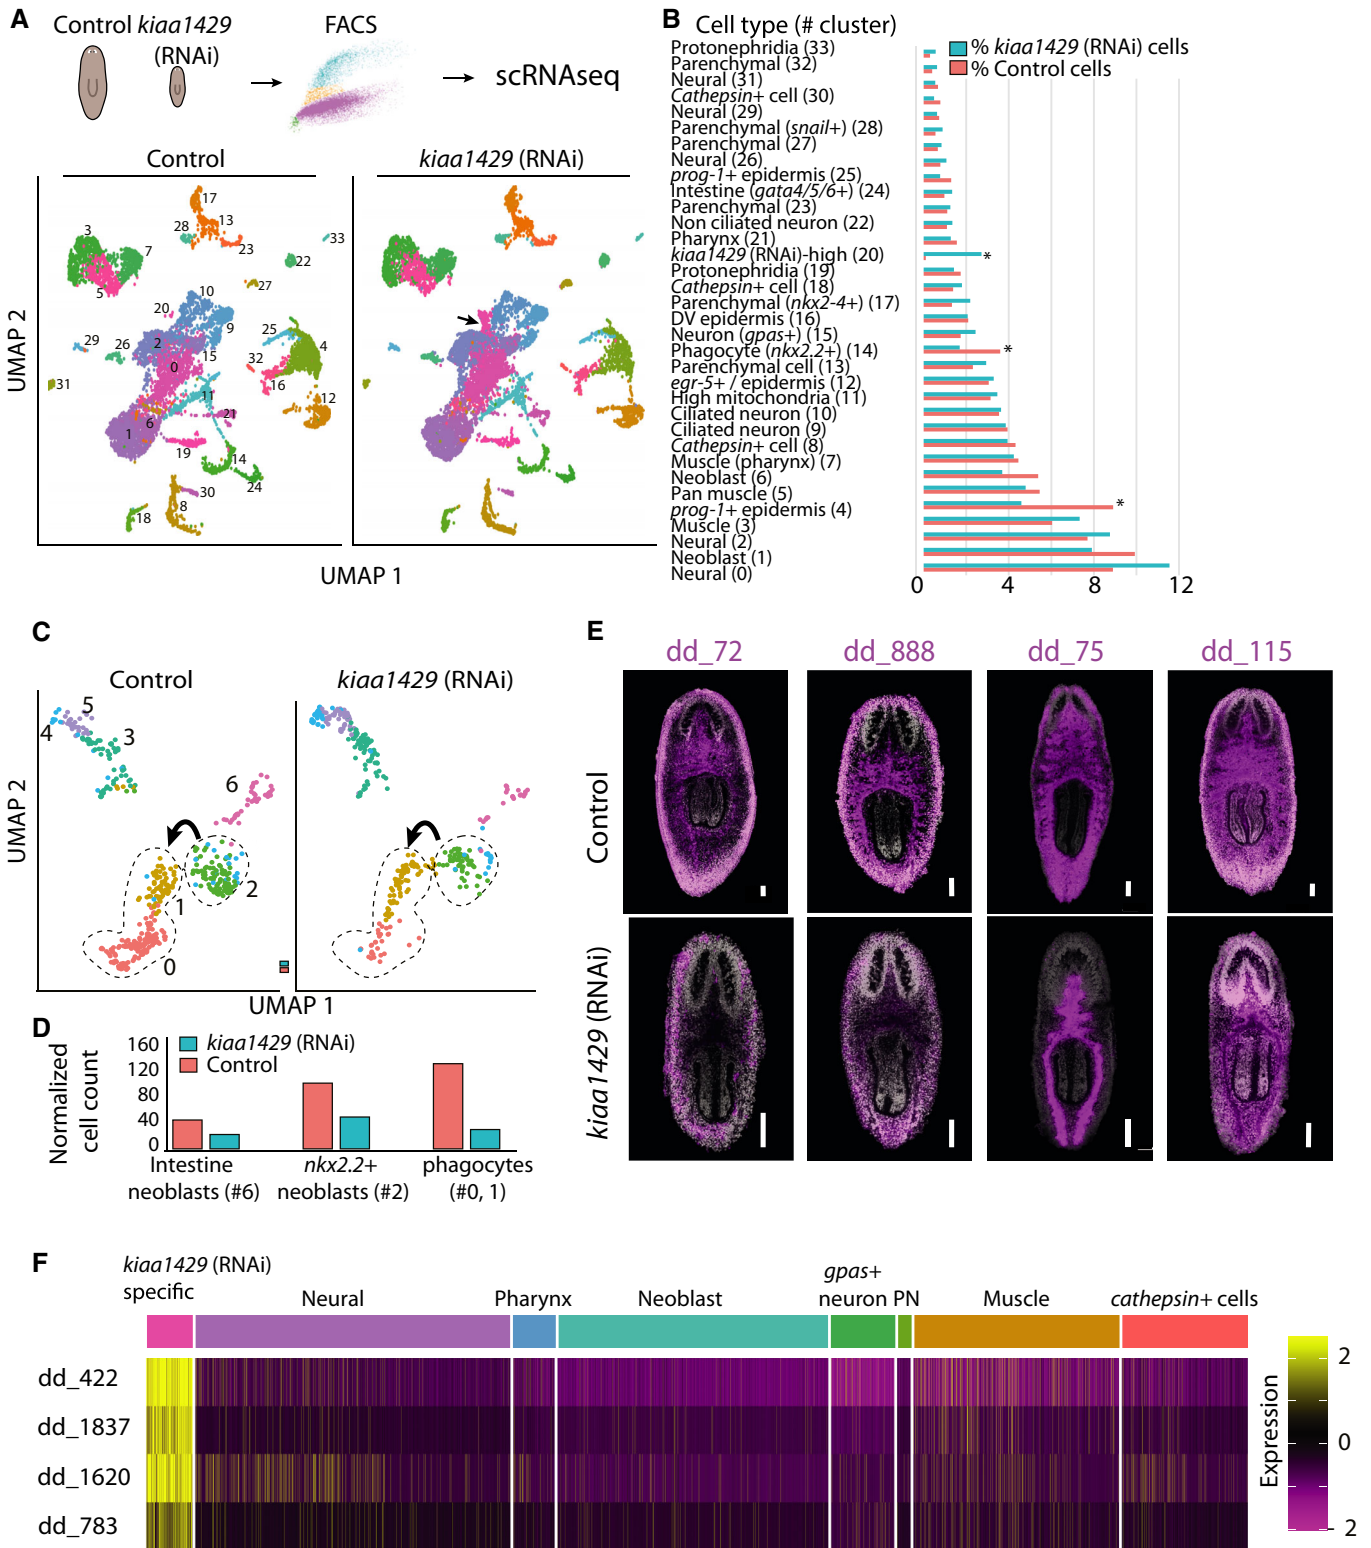 A
Control kiaa1429 (RNAi)
FACS
scRNAseq
Control
kiaa1429 (RNAi)
UMAP 2
3
7
5
17
13
28
23
33
22
27
10
20
9
29
26
2
15
0
25
4
32
16
31
11
12
6
1
21
19
14
24
30
8
18
UMAP 1
B
Cell type (# cluster)
% kiaa1429 (RNAi) cells
% Control cells
Protonephridia (33)
Parenchymal (32)
Neural (31)
Cathepsin+ cell (30)
Neural (29)
Parenchymal (snail+) (28)
Parenchymal (27)
Neural (26)
prog-1+ epidermis (25)
Intestine (gata4/5/6+) (24)
Parenchymal (23)
Non ciliated neuron (22)
Pharynx (21)
kiaa1429 (RNAi)-high (20) *
Protonephridia (19)
Cathepsin+ cell (18)
Parenchymal (nkx2-4+) (17)
DV epidermis (16)
Neuron (gpas+) (15)
Phagocyte (nkx2.2+) (14) *
Parenchymal cell (13)
egr-5+ / epidermis (12)
High mitochondria (11)
Ciliated neuron (10)
Ciliated neuron (9)
Cathepsin+ cell (8)
Muscle (pharynx) (7)
Neoblast (6)
Pan muscle (5)
prog-1+ epidermis (4) *
Muscle (3)
Neural (2)
Neoblast (1)
Neural (0)
0 4 8 12
C
Control
kiaa1429 (RNAi)
UMAP 2
5
4
3
6
2
1
0
UMAP 1
D
Normalized
cell count
160
120
80
40
0
kiaa1429 (RNAi)
Control
Intestine
neoblasts (#6)
nkx2.2+
neoblasts (#2)
phagocytes
(#0, 1)
E
dd_72 dd_888 dd_75 dd_115
Control
kiaa1429 (RNAi)
F
kiaa1429 (RNAi)
specific
Neural
Pharynx
Neoblast
gpas+
neuron
PN
Muscle
cathepsin+ cells
dd_422
dd_1837
dd_1620
dd_783
Expression
2
0
- 2